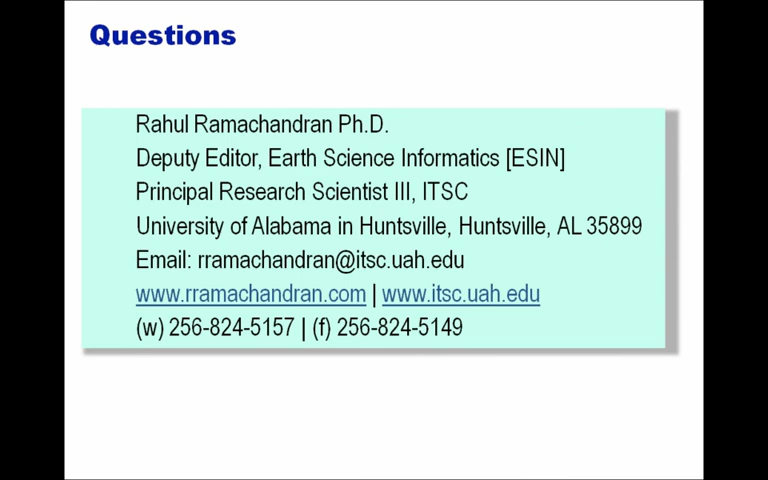 Questions
Rahul Ramachandran Ph.D.
Deputy Editor, Earth Science Informatics [ESIN]
Principal Research Scientist III, ITSC
University of Alabama in Huntsville, Huntsville, AL 35899
Email: rramachandran@itsc.uah.edu
www.rramachandran.com | www.itsc.uah.edu
(w) 256-824-5157 | (f) 256-824-5149